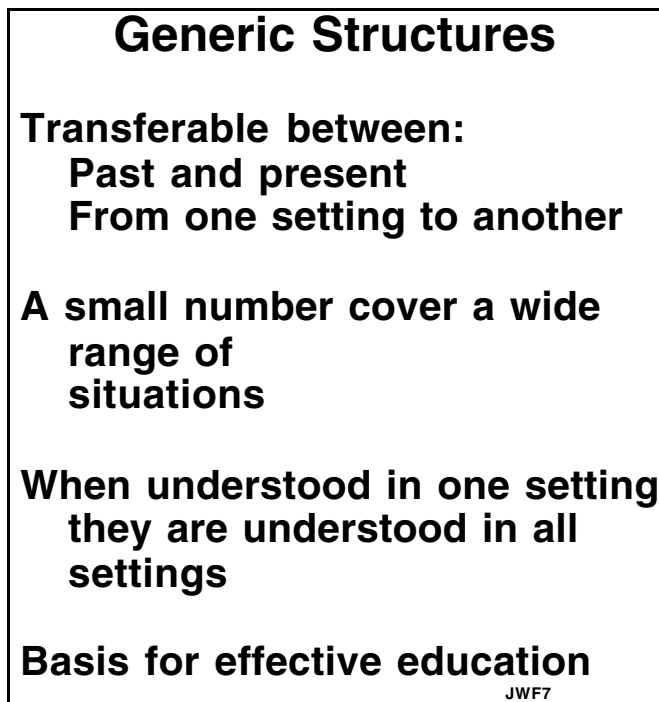 Generic Structures
Transferable between:
Past and present
From one setting to another
A small number cover a wide
range of
situations
When understood in one setting
they are understood in all
settings
Basis for effective education
JWF7